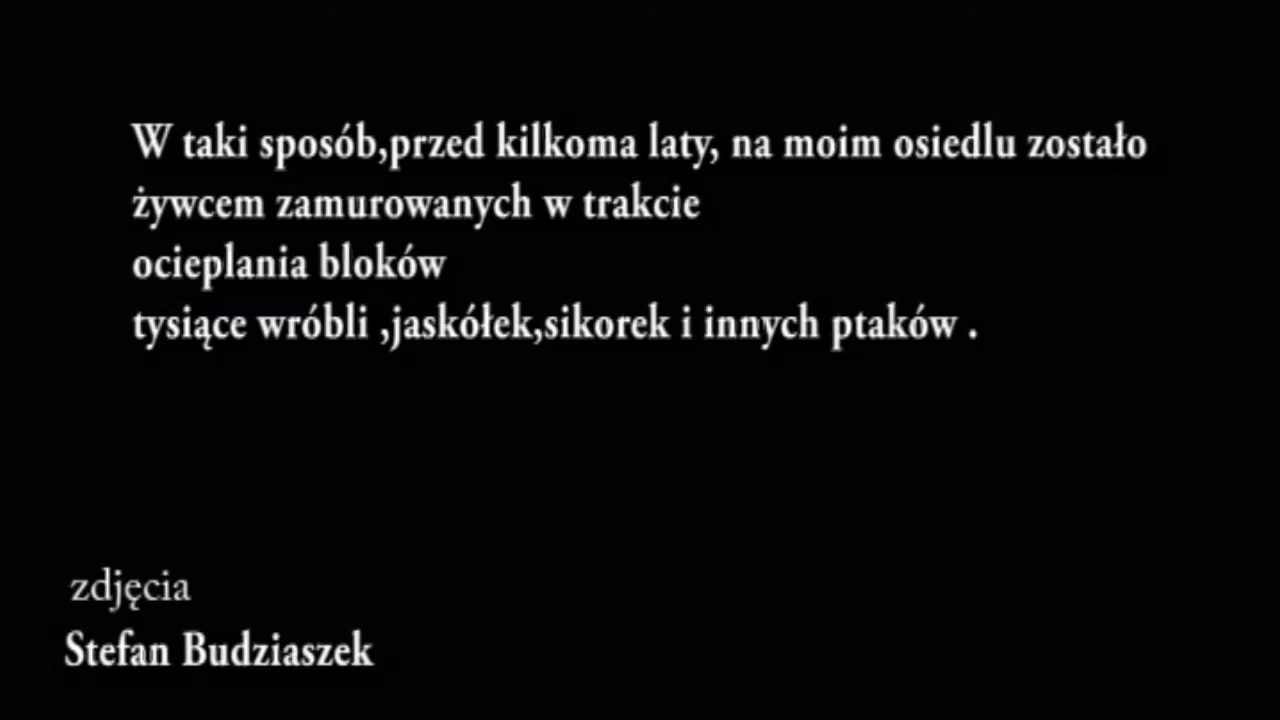 W taki sposób,przed kilkoma laty, na moim osiedlu zostało
żywcem zamurowanych w trakcie
ocieplania bloków
tysiące wróbli ,jaskółek,sikorek i innych ptaków .
zdjęcia
Stefan Budziaszek